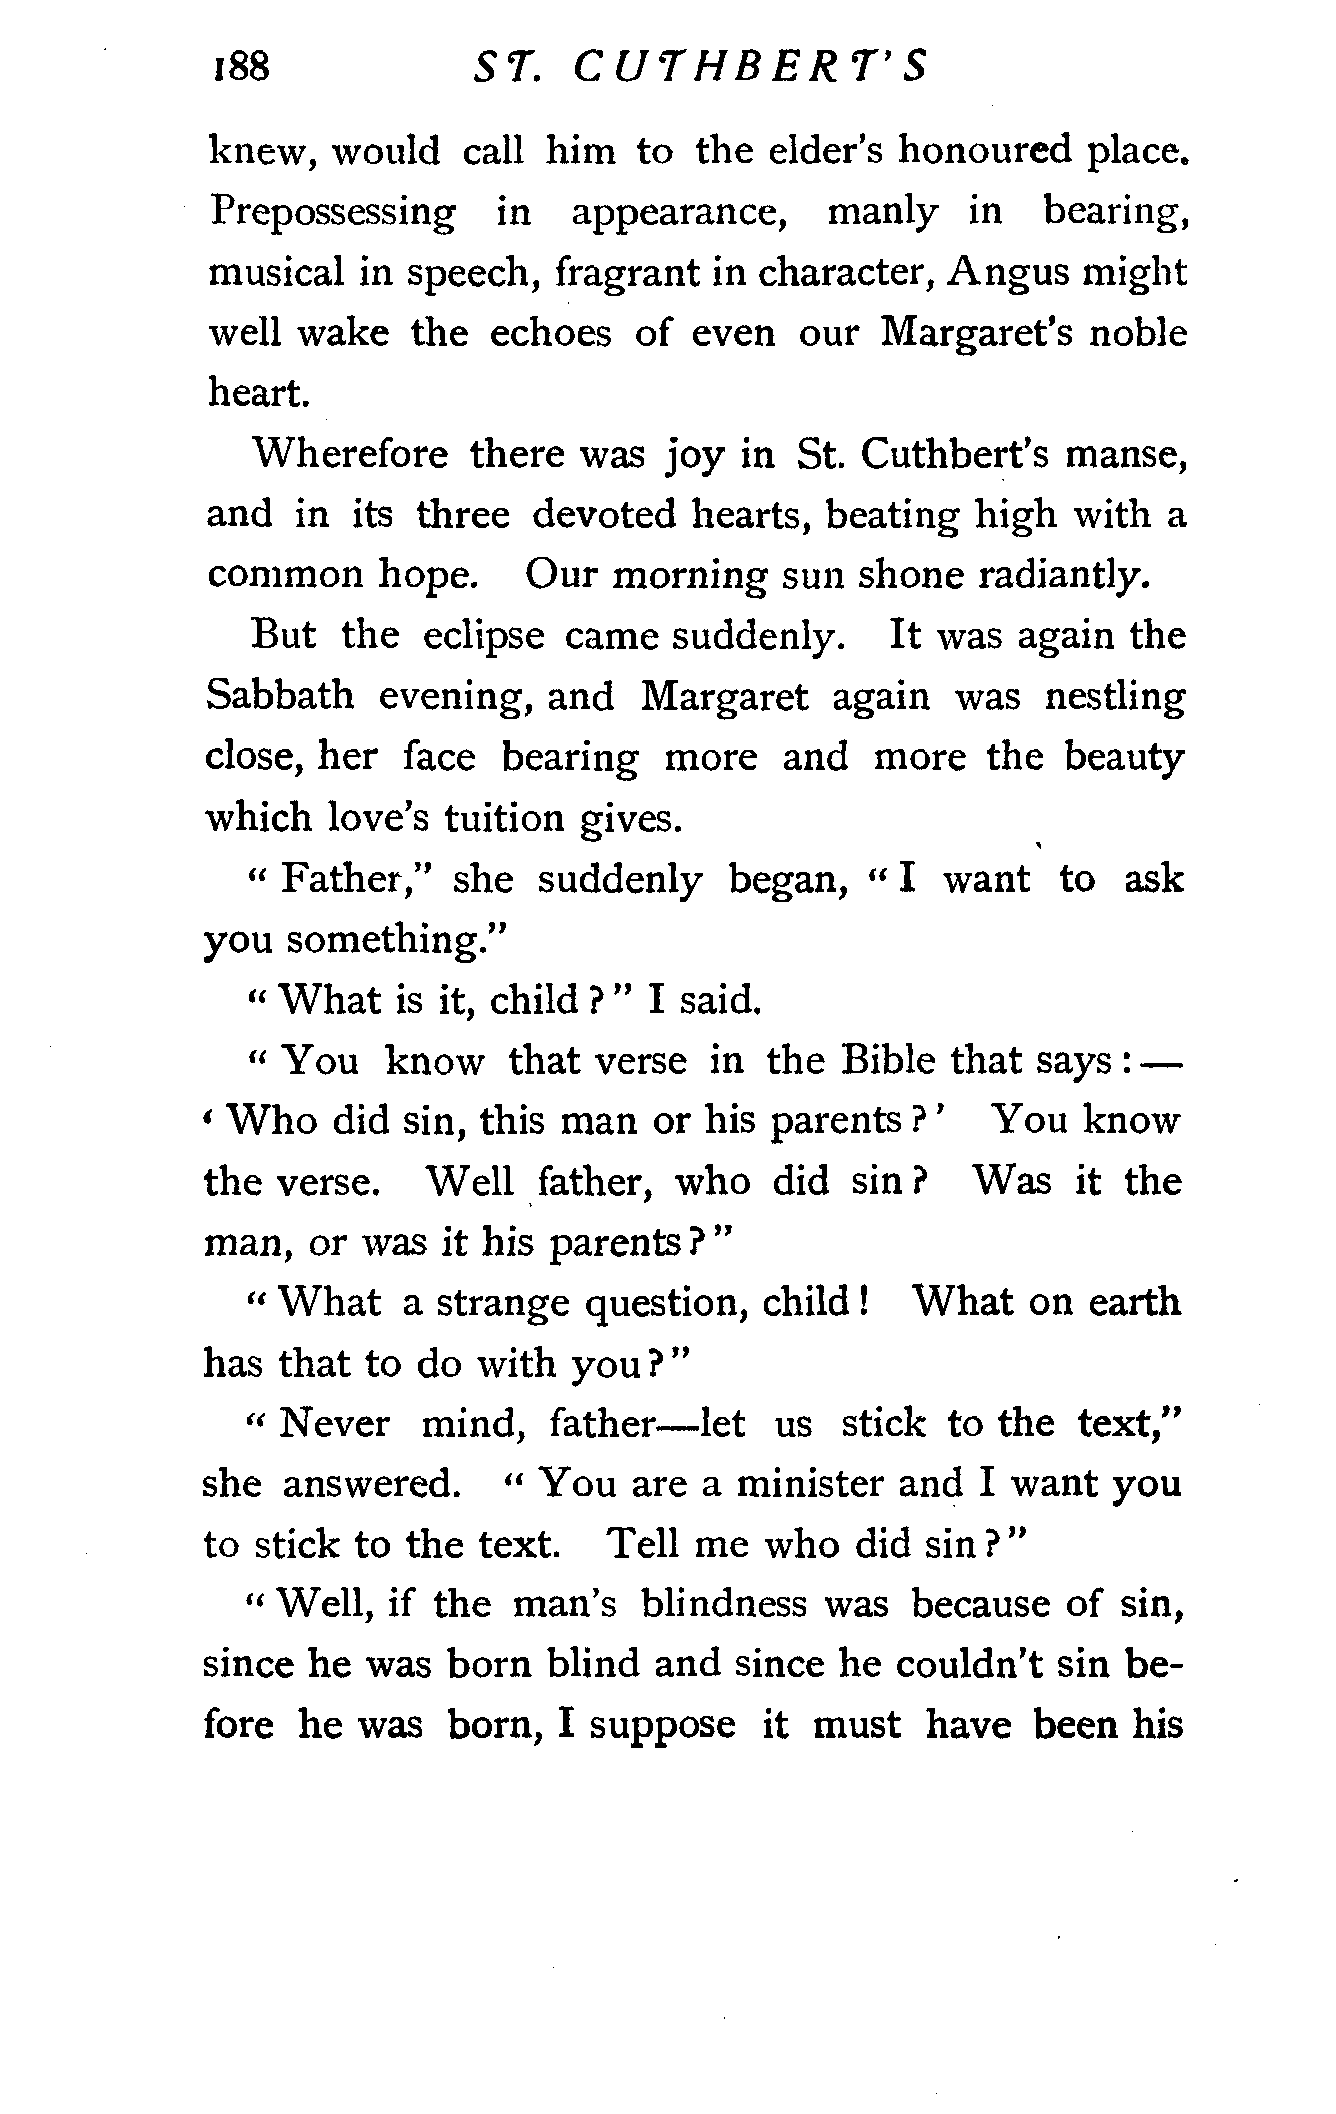 188 ST. CUTHBERT'S
knew, would call him to the elder's honoured place.
Prepossessing in appearance, manly in bearing,
musical in speech, fragrant in character, Angus might
well wake the echoes of even our Margaret's noble
heart.
Wherefore there was joy in St. Cuthbert's manse,
and in its three devoted hearts, beating high with a
common hope. Our morning sun shone radiantly.
But the eclipse came suddenly. It was again the
Sabbath evening, and Margaret again was nestling
close, her face bearing more and more the beauty
which love's tuition gives.
“ Father,” she suddenly began, “ I want to ask
you something.”
“ What is it, child ? ” I said.
“ You know that verse in the Bible that says : —
‘ Who did sin, this man or his parents ? ’ You know
the verse. Well father, who did sin ? Was it the
man, or was it his parents ? ”
“ What a strange question, child ! What on earth
has that to do with you ? ”
“ Never mind, father—let us stick to the text,”
she answered. “ You are a minister and I want you
to stick to the text. Tell me who did sin ? ”
“ Well, if the man's blindness was because of sin,
since he was born blind and since he couldn't sin be-
fore he was born, I suppose it must have been his